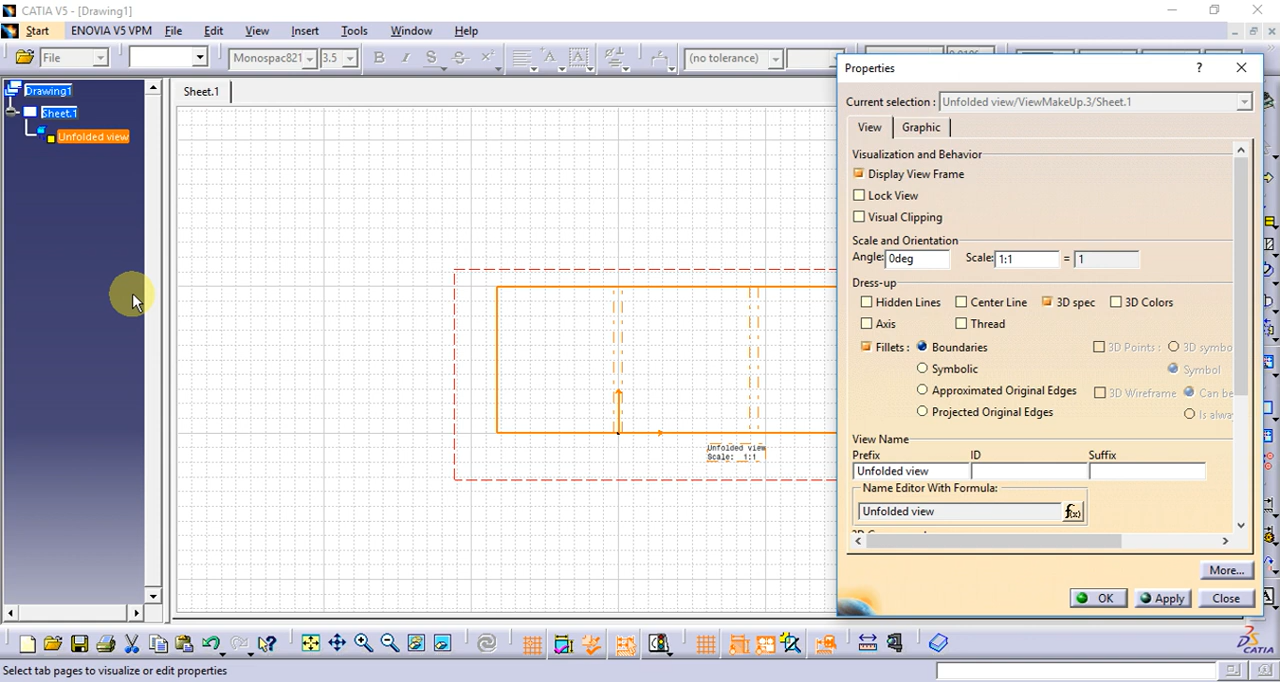 CATIA V5 - [Drawing1]
Start ENOVIA V5 VPM File Edit View Insert Tools Window Help
File Monospac821 3.5 B I S S (no tolerance)
Drawing1
Sheet.1
Unfolded view
Sheet.1
Unfolded view
Scale: 1:1
Properties ?
Current selection : Unfolded view/ViewMakeUp.3/Sheet.1
View Graphic
Visualization and Behavior
Display View Frame
Lock View
Visual Clipping
Scale and Orientation
Angle: 0deg Scale: 1:1 = 1
Dress-up
Hidden Lines Center Line 3D spec 3D Colors
Axis Thread
Fillets : Boundaries 3D Points : 3D symbo
Symbolic Symbol
Approximated Original Edges 3D Wireframe Can be
Projected Original Edges Is alwa
View Name
Prefix ID Suffix
Unfolded view
Name Editor With Formula:
Unfolded view f(x)
More...
OK Apply Close
CATIA
Select tab pages to visualize or edit properties